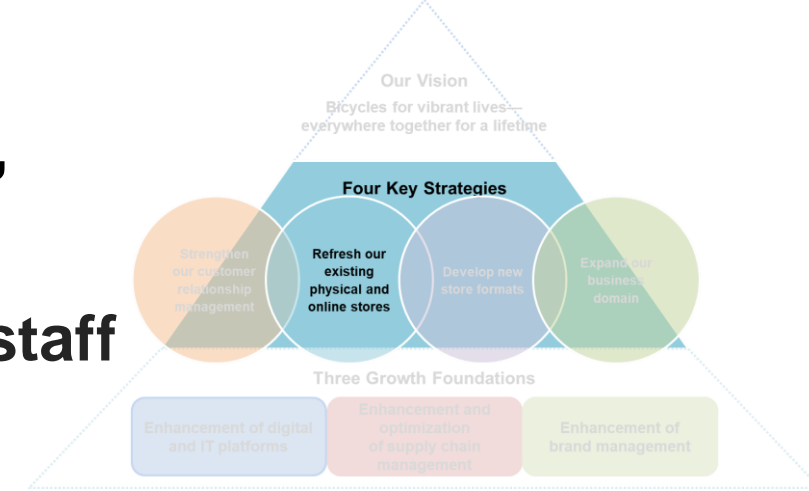 Our Vision
Bicycles for vibrant lives—
everywhere together for a lifetime
,
Four Key Strategies
Strengthen
our customer
relationship
management
Refresh our
existing
physical and
online stores
Develop new
store formats
Expand our
business
domain
staff
Three Growth Foundations
Enhancement of digital
and IT platforms
Enhancement and
optimization
of supply chain
management
Enhancement of
brand management